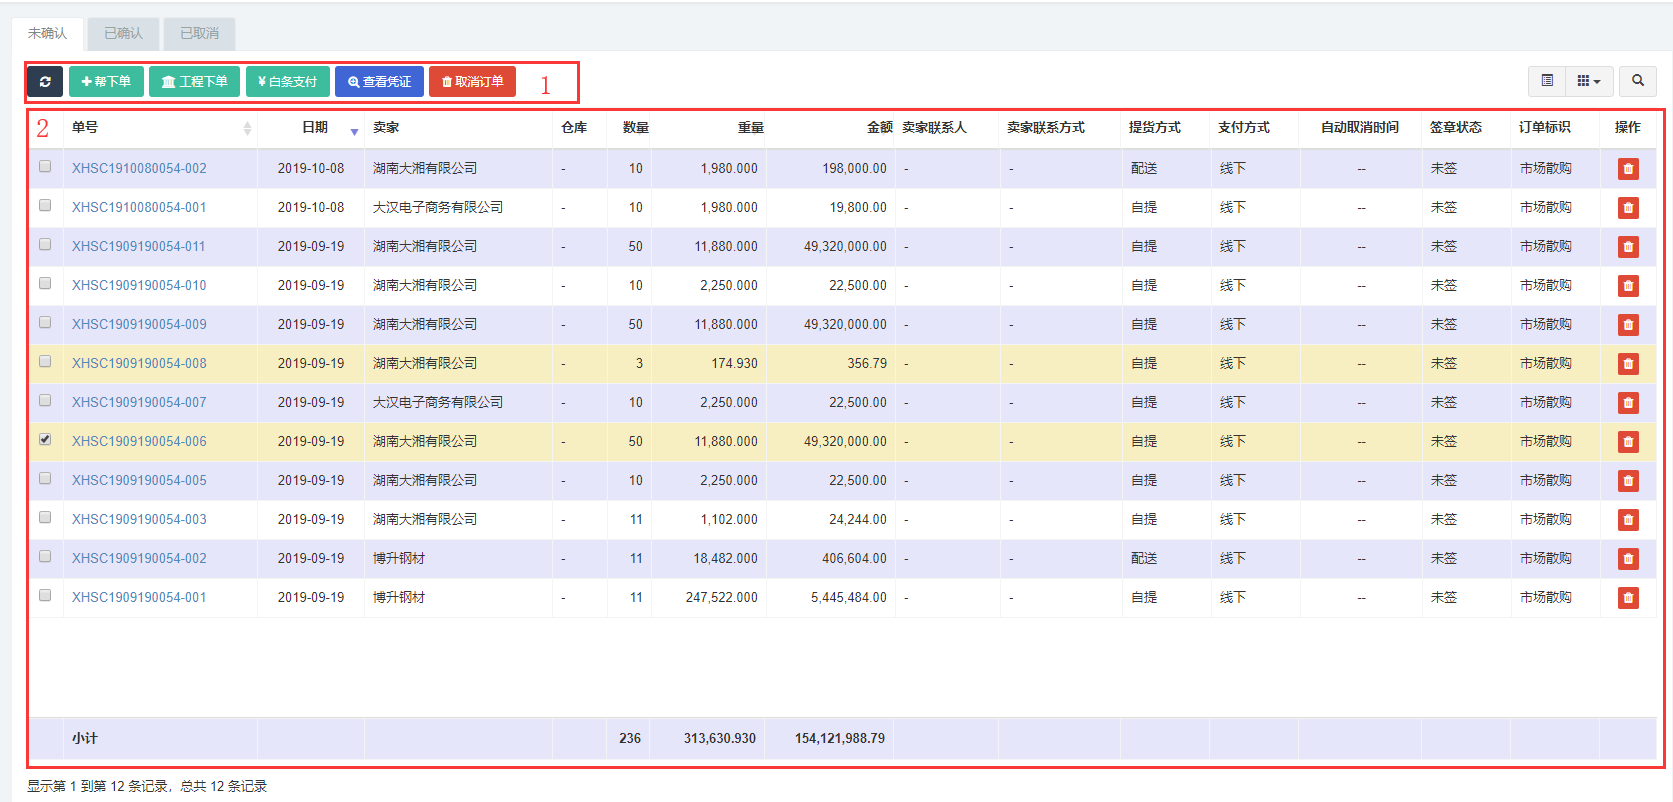 未确认 已确认 已取消
帮下单 工程下单 ¥白条支付 查看凭证 取消订单 1
2 单号 日期 卖家 仓库 数量 重量 金额 卖家联系人 卖家联系方式 提货方式 支付方式 自动取消时间 签章状态 订单标识 操作
XHSC1910080054-002 2019-10-08 湖南大湘有限公司 - 10 1,980.000 198,000.00 - - 配送 线下 -- 未签 市场散购
XHSC1910080054-001 2019-10-08 大汉电子商务有限公司 - 10 1,980.000 19,800.00 - - 自提 线下 -- 未签 市场散购
XHSC1909190054-011 2019-09-19 湖南大湘有限公司 - 50 11,880.000 49,320,000.00 - - 自提 线下 -- 未签 市场散购
XHSC1909190054-010 2019-09-19 湖南大湘有限公司 - 10 2,250.000 22,500.00 - - 自提 线下 -- 未签 市场散购
XHSC1909190054-009 2019-09-19 湖南大湘有限公司 - 50 11,880.000 49,320,000.00 - - 自提 线下 -- 未签 市场散购
XHSC1909190054-008 2019-09-19 湖南大湘有限公司 - 3 174.930 356.79 - - 自提 线下 -- 未签 市场散购
XHSC1909190054-007 2019-09-19 大汉电子商务有限公司 - 10 2,250.000 22,500.00 - - 自提 线下 -- 未签 市场散购
XHSC1909190054-006 2019-09-19 湖南大湘有限公司 - 50 11,880.000 49,320,000.00 - - 自提 线下 -- 未签 市场散购
XHSC1909190054-005 2019-09-19 湖南大湘有限公司 - 10 2,250.000 22,500.00 - - 自提 线下 -- 未签 市场散购
XHSC1909190054-003 2019-09-19 湖南大湘有限公司 - 11 1,102.000 24,244.00 - - 自提 线下 -- 未签 市场散购
XHSC1909190054-002 2019-09-19 博升钢材 - 11 18,482.000 406,604.00 - - 配送 线下 -- 未签 市场散购
XHSC1909190054-001 2019-09-19 博升钢材 - 11 247,522.000 5,445,484.00 - - 自提 线下 -- 未签 市场散购
小计 236 313,630.930 154,121,988.79
显示第 1 到第 12 条记录，总共 12 条记录